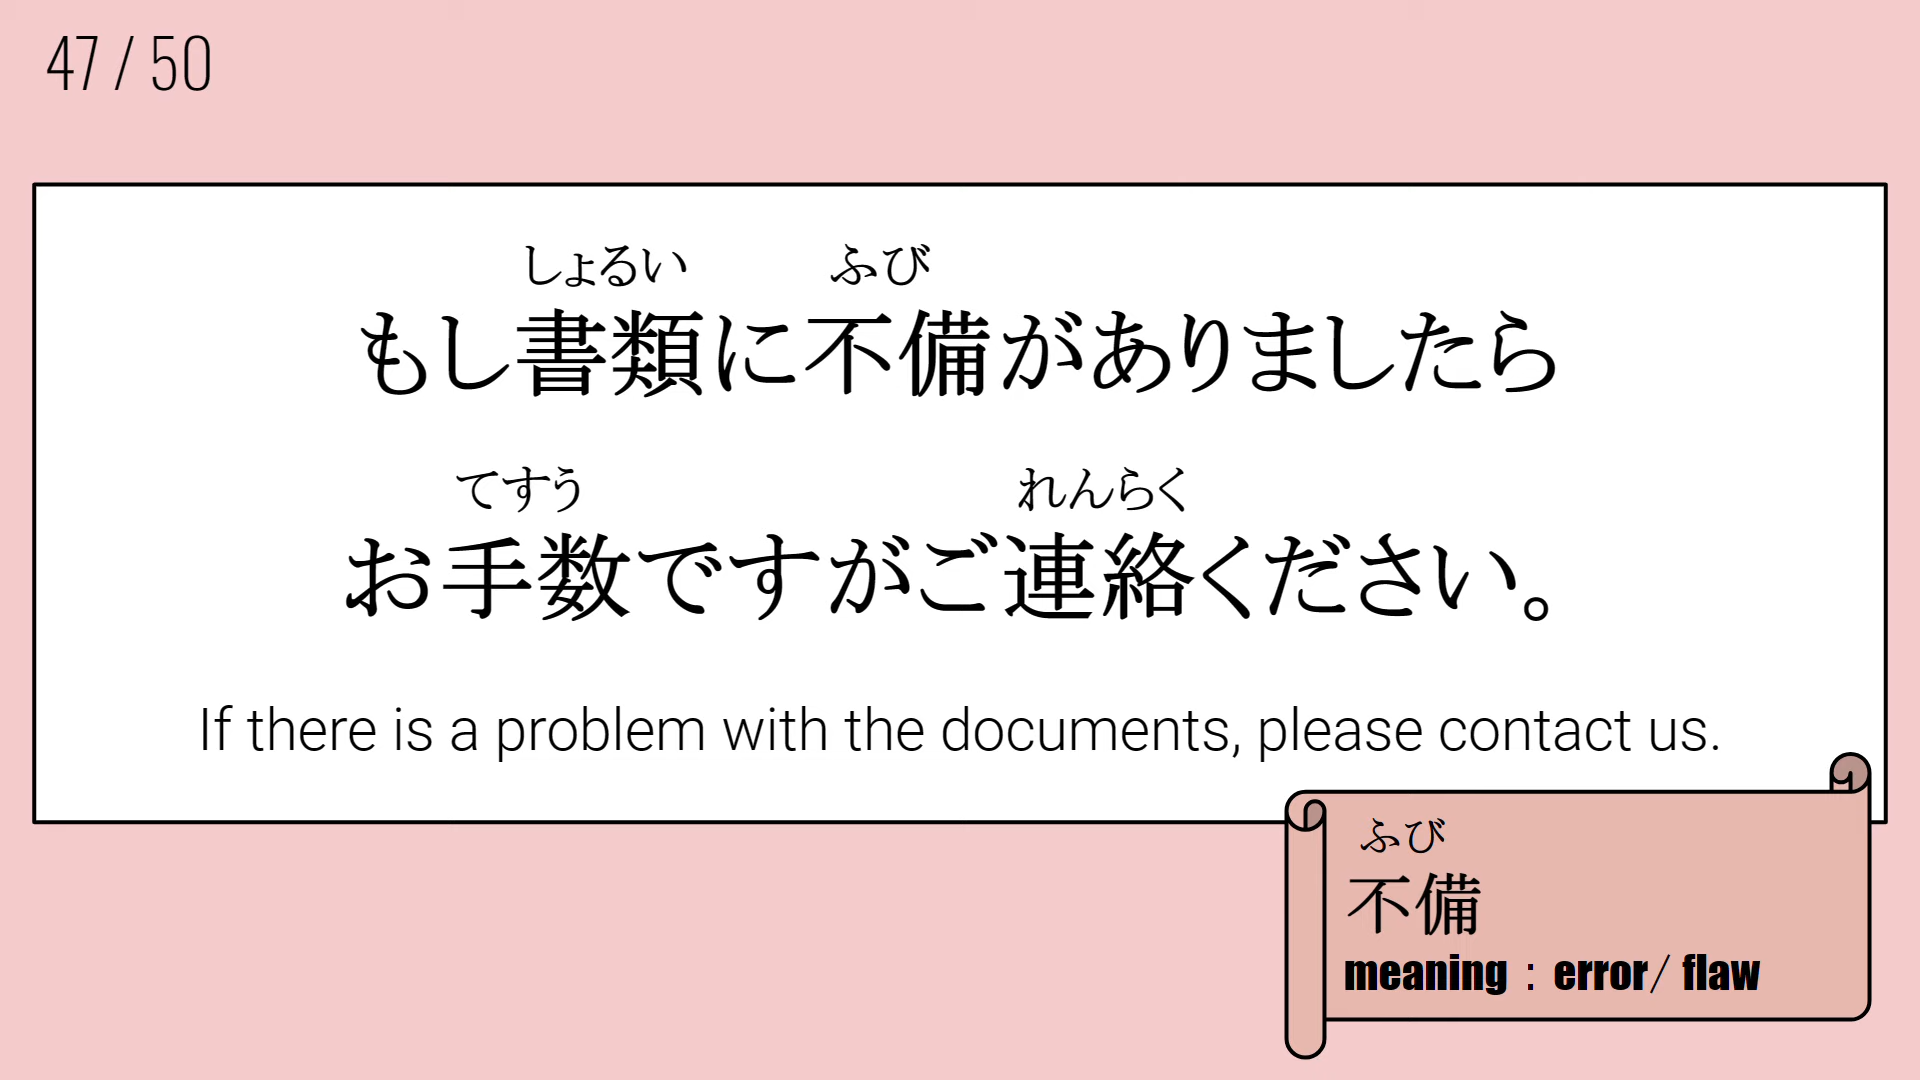 47 / 50
しょるい ふび
もし書類に不備がありましたら
てすう れんらく
お手数ですがご連絡ください。
If there is a problem with the documents, please contact us.
ふび
不備
meaning : error/ flaw